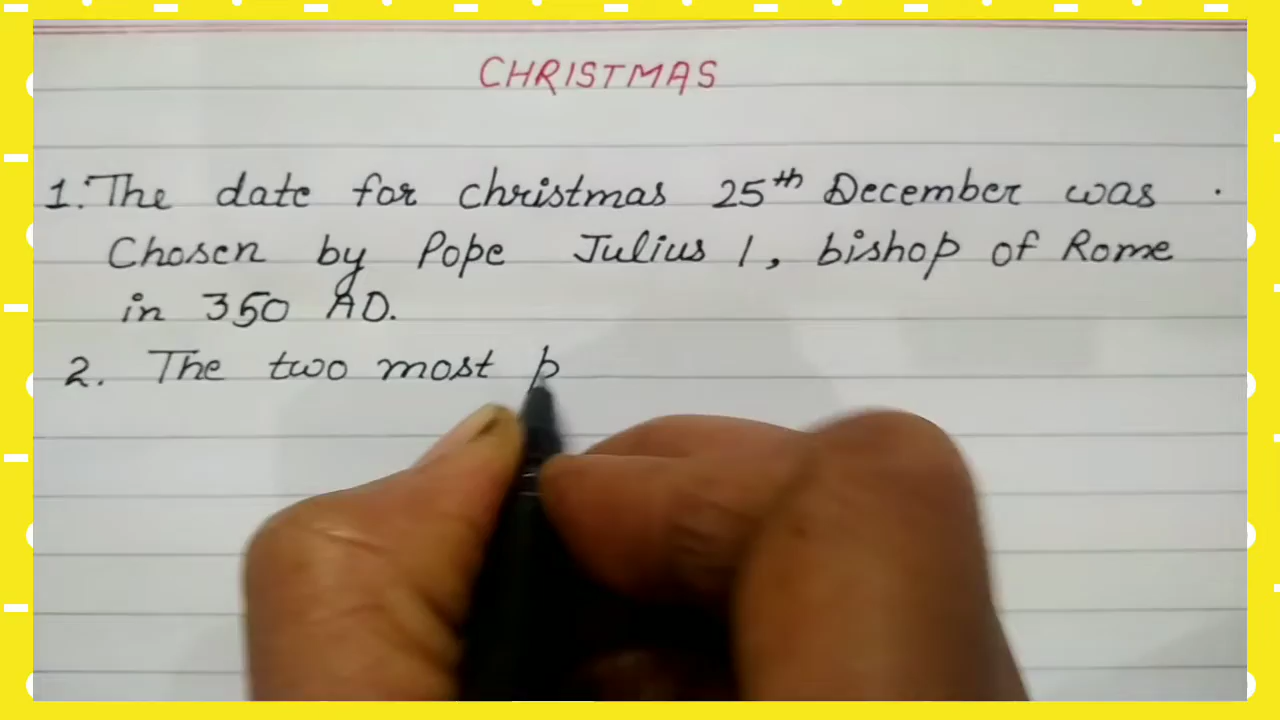 CHRISTMAS
1. The date for christmas 25th December was
Chosen by Pope Julius 1, bishop of Rome
in 350 AD.
2. The two most p